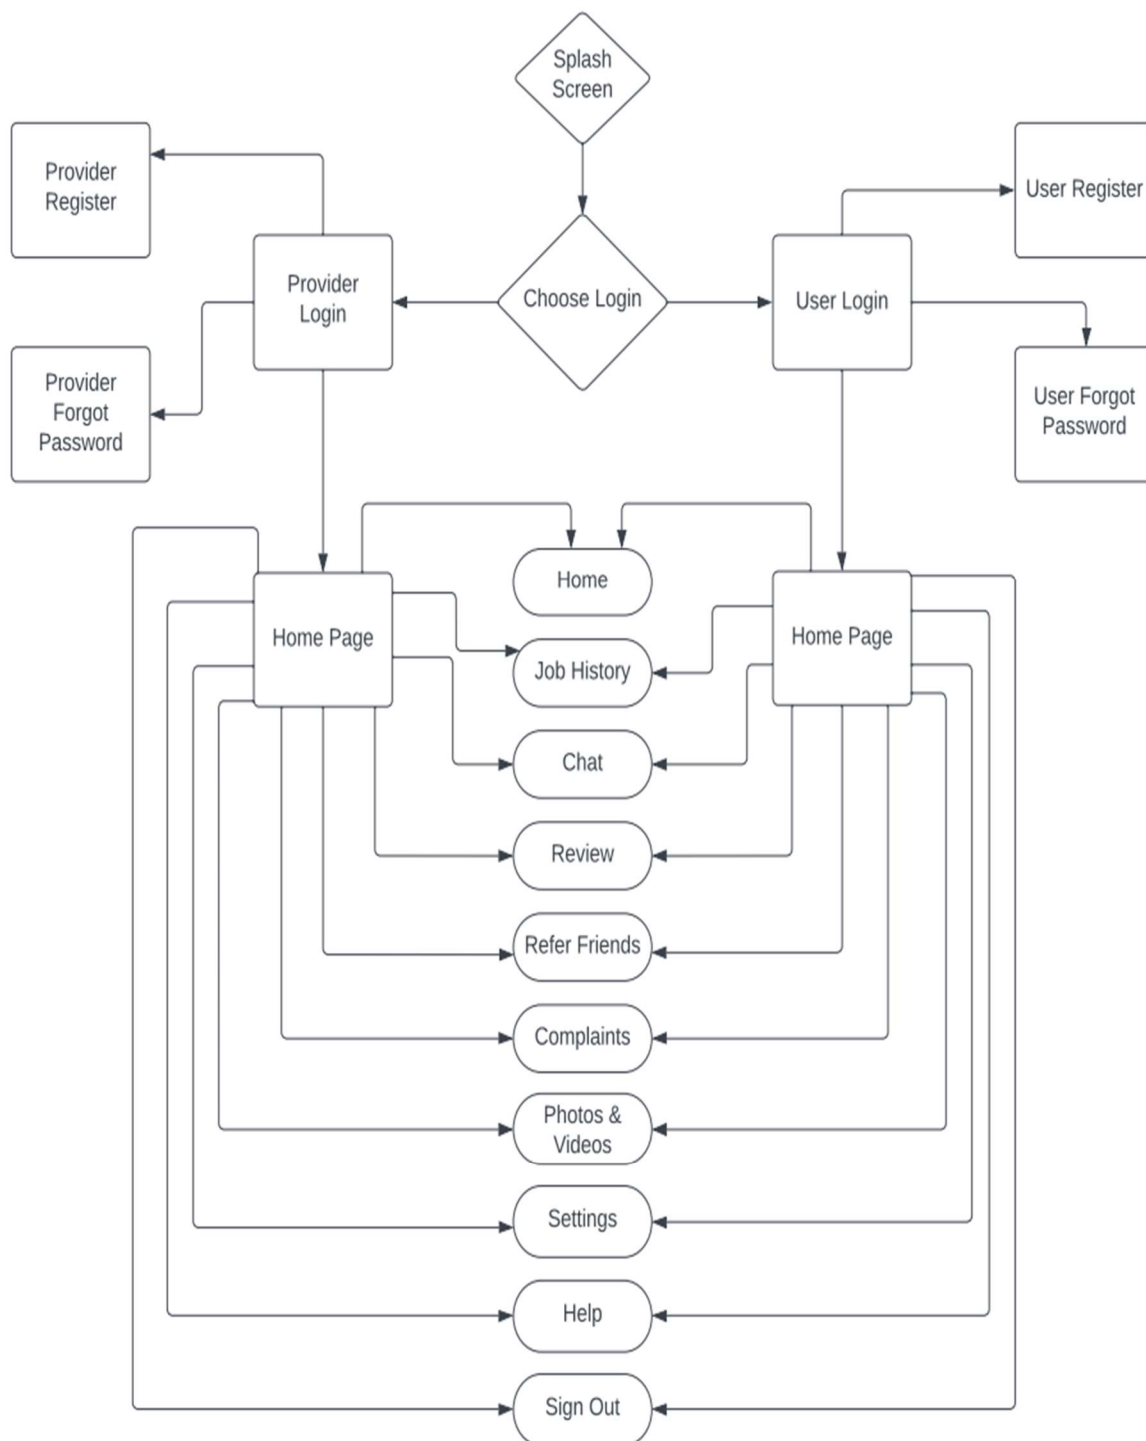 Splash
Screen
Provider
Register
User Register
Provider
Login
Choose Login
User Login
Provider
Forgot
Password
User Forgot
Password
Home
Home Page
Home Page
Job History
Chat
Review
Refer Friends
Complaints
Photos &
Videos
Settings
Help
Sign Out